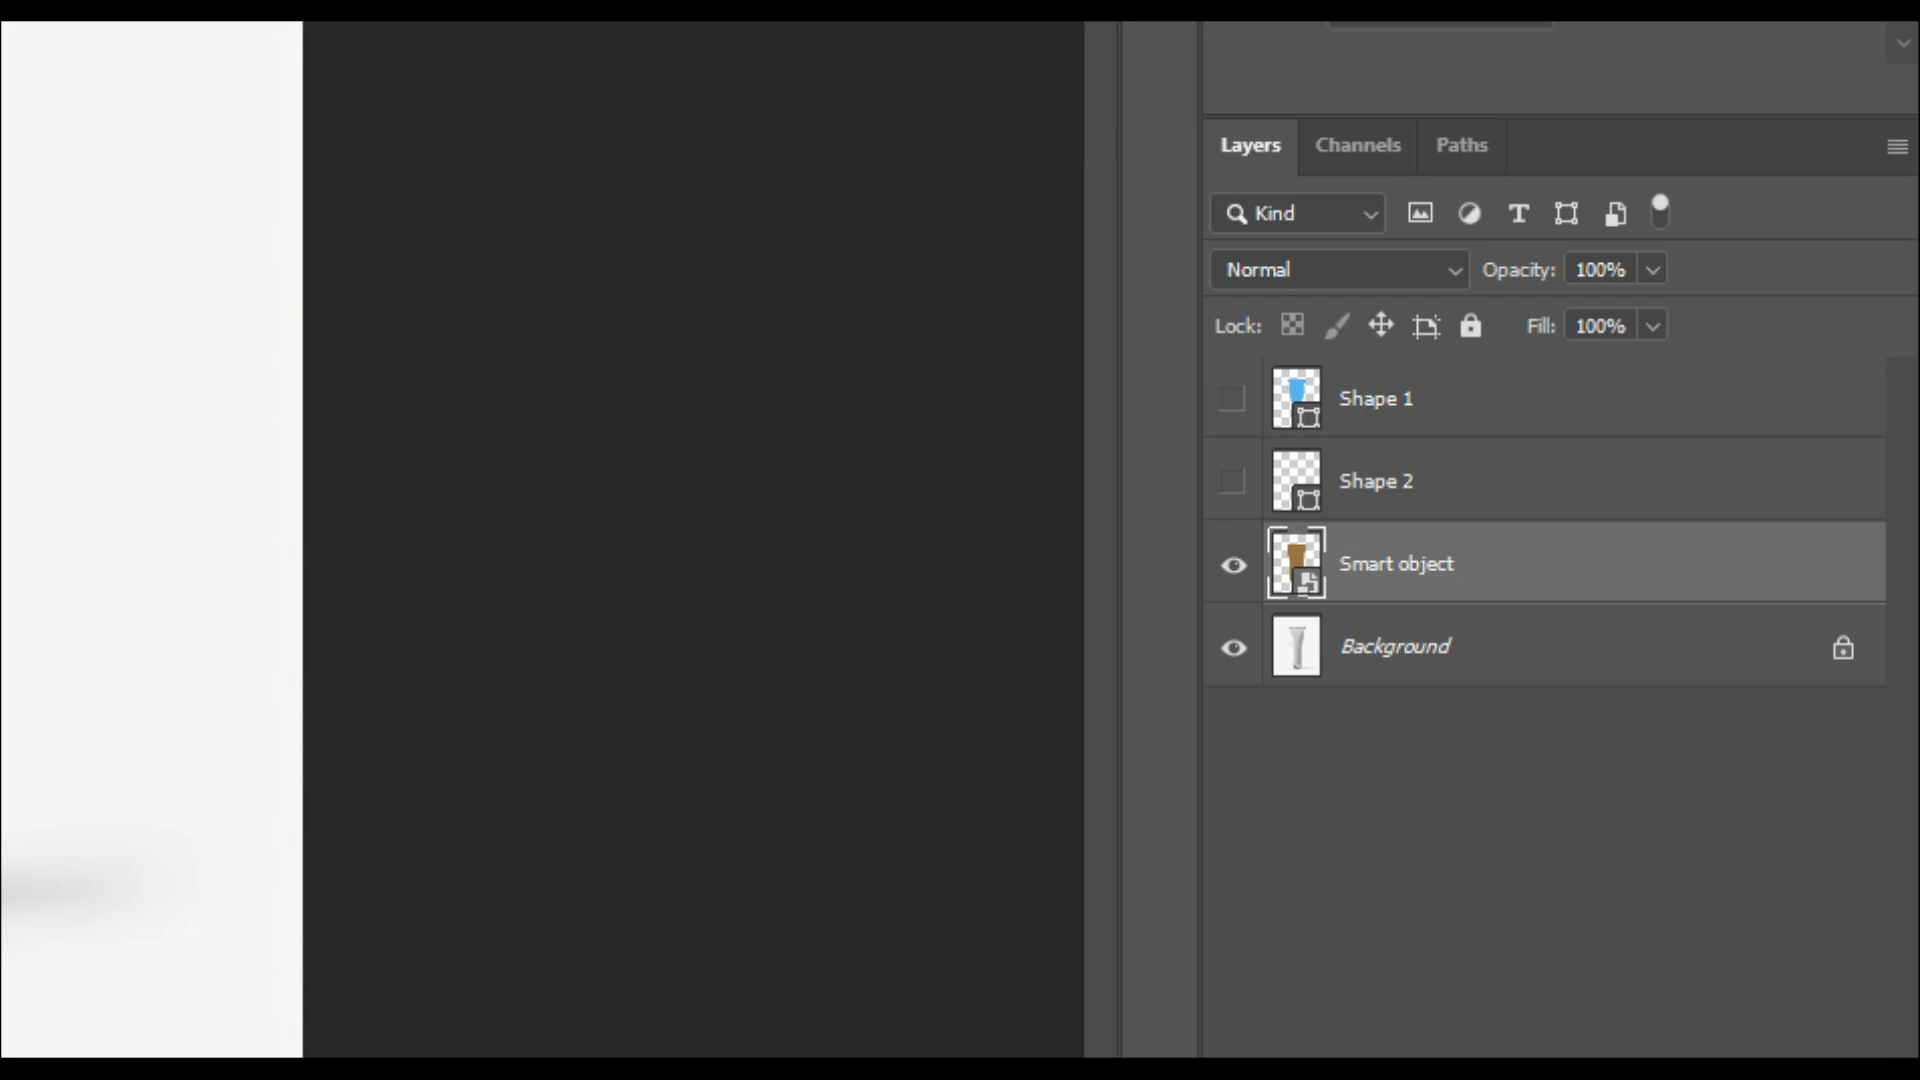 Layers Channels Paths
Kind
Normal Opacity: 100%
Lock: Fill: 100%
Shape 1
Shape 2
Smart object
Background